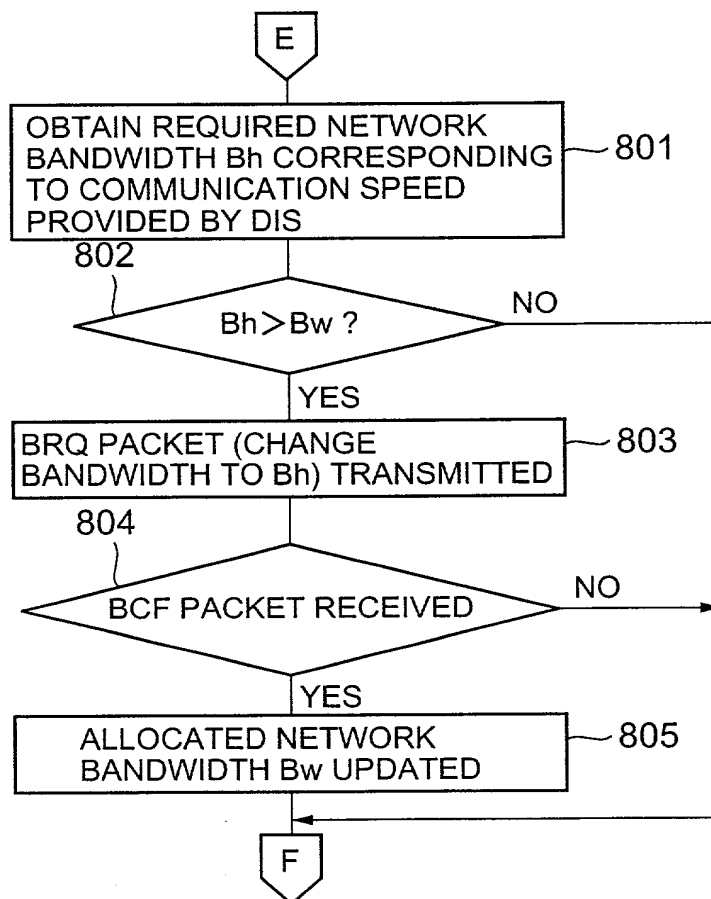 E
OBTAIN REQUIRED NETWORK
BANDWIDTH Bh CORRESPONDING
TO COMMUNICATION SPEED
PROVIDED BY DIS
801
802
Bh>Bw ?
NO
YES
BRQ PACKET (CHANGE
BANDWIDTH TO Bh) TRANSMITTED
803
804
BCF PACKET RECEIVED
NO
YES
ALLOCATED NETWORK
BANDWIDTH Bw UPDATED
805
F